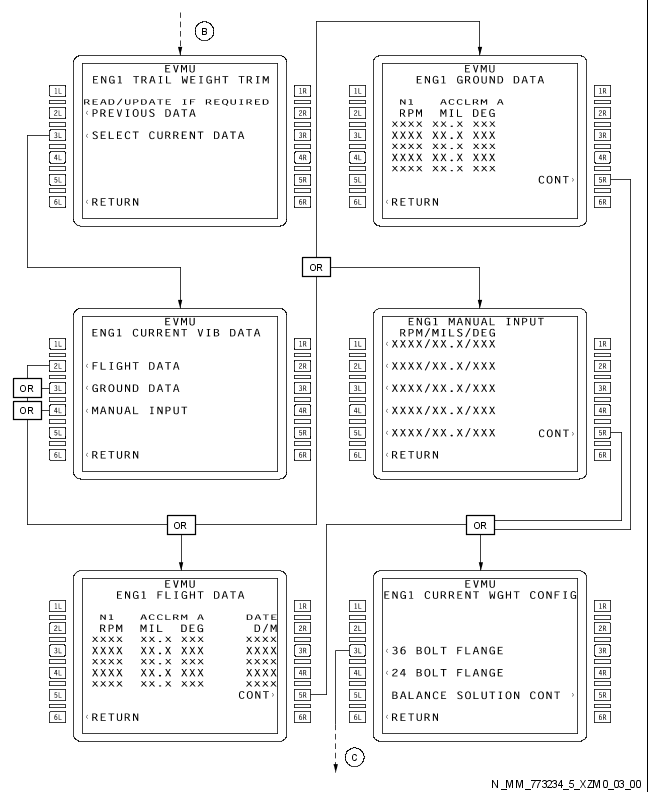 B
EVMU
ENG1 TRAIL WEIGHT TRIM
1L 1R
READ/UPDATE IF REQUIRED
2L ‹PREVIOUS DATA 2R
3L ‹SELECT CURRENT DATA 3R
4L 4R
5L 5R
6L ‹RETURN 6R
EVMU
ENG1 GROUND DATA
1L 1R
N1 ACCLRM A
2L RPM MIL DEG 2R
XXXX XX.X XXX
3L XXXX XX.X XXX 3R
XXXX XX.X XXX
4L XXXX XX.X XXX 4R
XXXX XX.X XXX
5L CONT› 5R
6L ‹RETURN 6R
OR
EVMU
ENG1 CURRENT VIB DATA
1L 1R
2L ‹FLIGHT DATA 2R
OR 3L ‹GROUND DATA 3R
OR 4L ‹MANUAL INPUT 4R
5L 5R
6L ‹RETURN 6R
ENG1 MANUAL INPUT
RPM/MILS/DEG
1L ‹XXXX/XX.X/XXX 1R
2L ‹XXXX/XX.X/XXX 2R
3L ‹XXXX/XX.X/XXX 3R
4L ‹XXXX/XX.X/XXX 4R
5L ‹XXXX/XX.X/XXX CONT› 5R
6L ‹RETURN 6R
OR
OR
EVMU
ENG1 FLIGHT DATA
1L 1R
N1 ACCLRM A DATE
2L RPM MIL DEG D/M 2R
XXXX XX.X XXX XXXX
3L XXXX XX.X XXX XXXX 3R
XXXX XX.X XXX XXXX
4L XXXX XX.X XXX XXXX 4R
XXXX XX.X XXX XXXX
5L CONT› 5R
6L ‹RETURN 6R
EVMU
ENG1 CURRENT WGHT CONFIG
1L 1R
2L 2R
3L ‹36 BOLT FLANGE 3R
4L ‹24 BOLT FLANGE 4R
5L BALANCE SOLUTION CONT › 5R
6L ‹RETURN 6R
C
N_MM_773234_5_XZM0_03_00